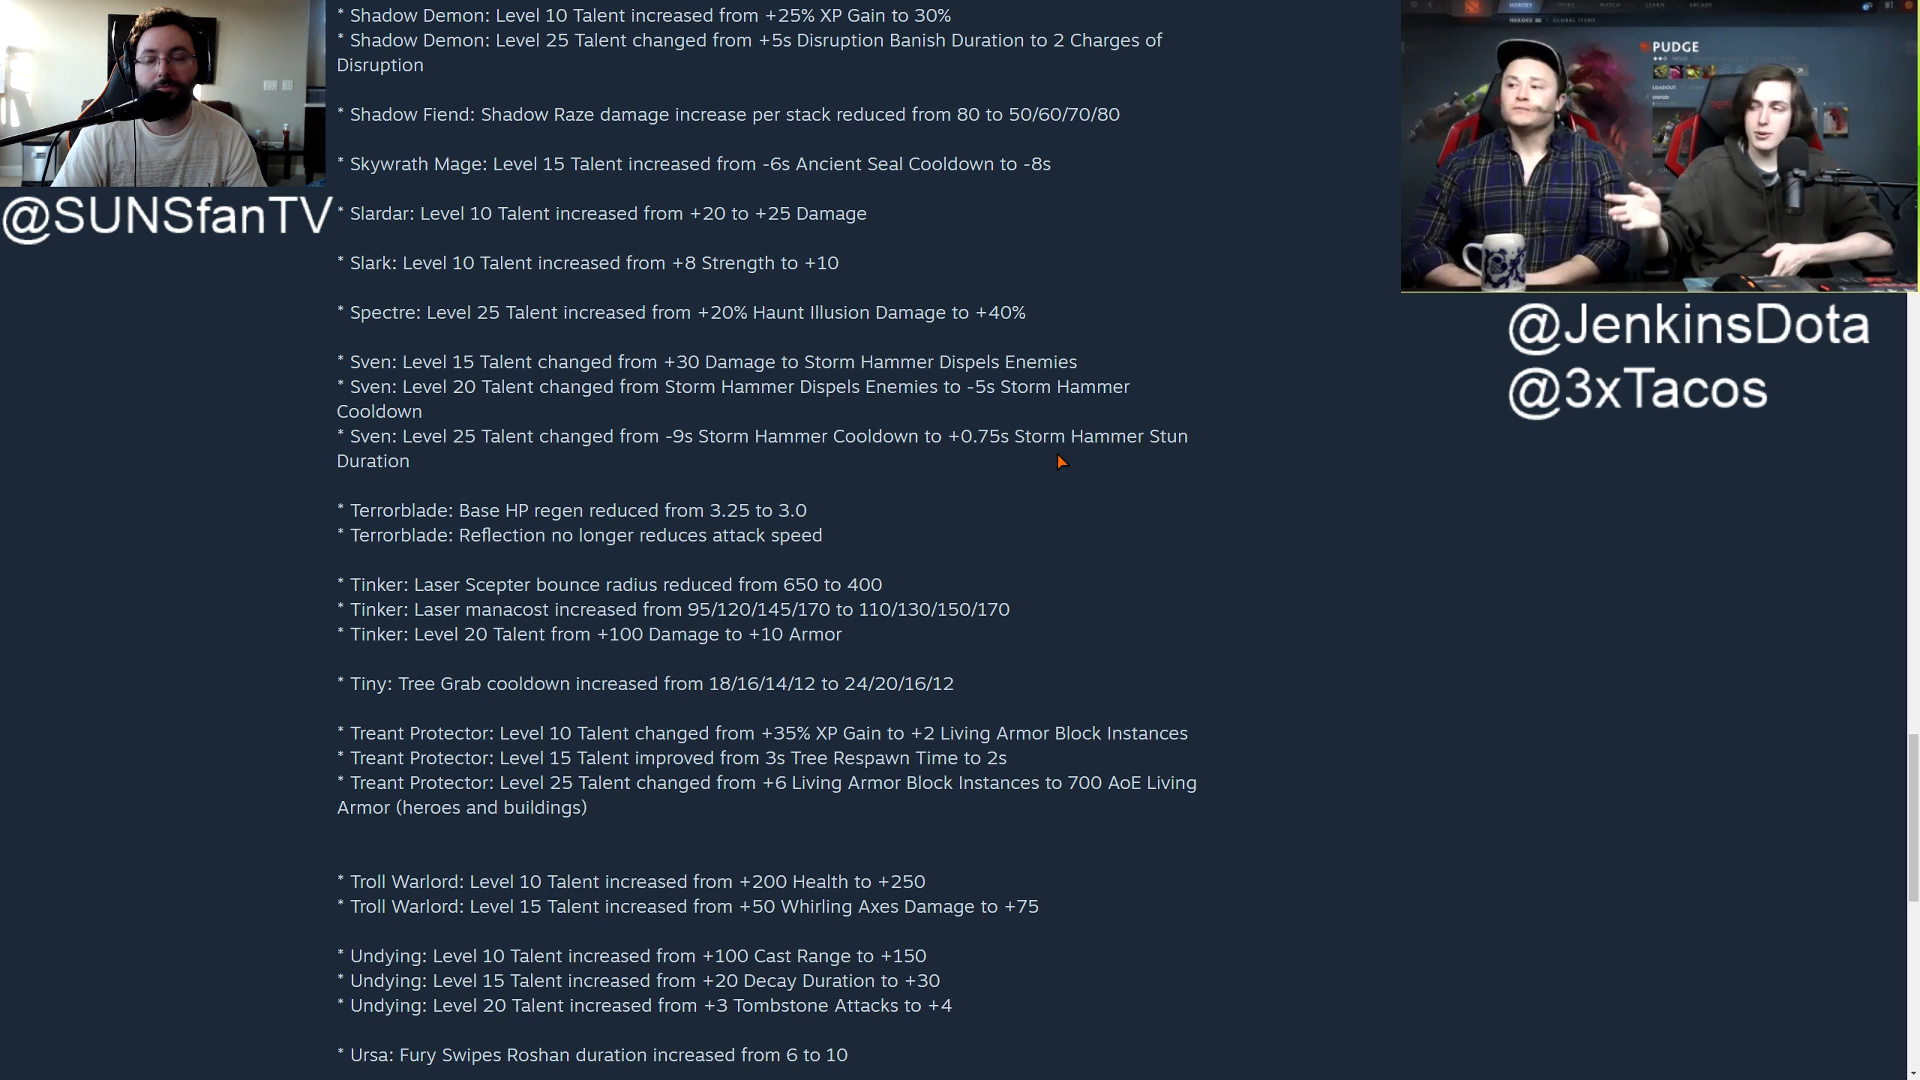 * Shadow Demon: Level 10 Talent increased from +25% XP Gain to 30%
* Shadow Demon: Level 25 Talent changed from +5s Disruption Banish Duration to 2 Charges of
Disruption
* Shadow Fiend: Shadow Raze damage increase per stack reduced from 80 to 50/60/70/80
* Skywrath Mage: Level 15 Talent increased from -6s Ancient Seal Cooldown to -8s
@SUNSfanTV
* Slardar: Level 10 Talent increased from +20 to +25 Damage
* Slark: Level 10 Talent increased from +8 Strength to +10
* Spectre: Level 25 Talent increased from +20% Haunt Illusion Damage to +40%
* Sven: Level 15 Talent changed from +30 Damage to Storm Hammer Dispels Enemies
* Sven: Level 20 Talent changed from Storm Hammer Dispels Enemies to -5s Storm Hammer
Cooldown
* Sven: Level 25 Talent changed from -9s Storm Hammer Cooldown to +0.75s Storm Hammer Stun
Duration
* Terrorblade: Base HP regen reduced from 3.25 to 3.0
* Terrorblade: Reflection no longer reduces attack speed
* Tinker: Laser Scepter bounce radius reduced from 650 to 400
* Tinker: Laser manacost increased from 95/120/145/170 to 110/130/150/170
* Tinker: Level 20 Talent from +100 Damage to +10 Armor
* Tiny: Tree Grab cooldown increased from 18/16/14/12 to 24/20/16/12
* Treant Protector: Level 10 Talent changed from +35% XP Gain to +2 Living Armor Block Instances
* Treant Protector: Level 15 Talent improved from 3s Tree Respawn Time to 2s
* Treant Protector: Level 25 Talent changed from +6 Living Armor Block Instances to 700 AoE Living
Armor (heroes and buildings)
* Troll Warlord: Level 10 Talent increased from +200 Health to +250
* Troll Warlord: Level 15 Talent increased from +50 Whirling Axes Damage to +75
* Undying: Level 10 Talent increased from +100 Cast Range to +150
* Undying: Level 15 Talent increased from +20 Decay Duration to +30
* Undying: Level 20 Talent increased from +3 Tombstone Attacks to +4
* Ursa: Fury Swipes Roshan duration increased from 6 to 10
HEROES
PUDGE
LOADOUT
@JenkinsDota
@3xTacos